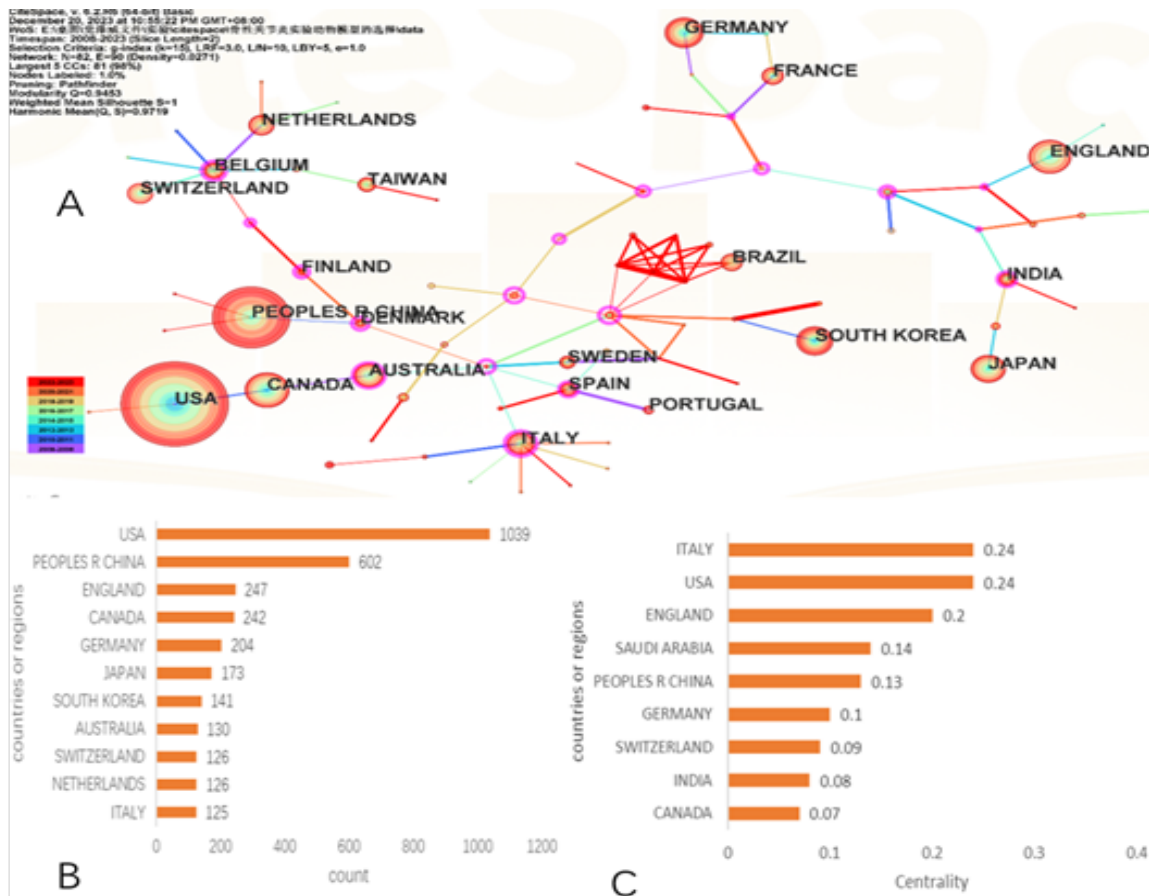 CiteSpace, v. 6.2.R6 (64-bit) Basic
December 20, 2023 at 10:55:22 PM GMT+08:00
Timespan: 2008-2023 (Slice Length=2)
Selection Criteria: g-index (k=15), LRF=3.0, L/N=10, LBY=5, e=1.0
Network: N=82, E=90 (Density=0.0271)
Largest 5 CCs: 81 (98%)
Nodes Labeled: 1.0%
Pruning: Pathfinder
Modularity Q=0.9453
Weighted Mean Silhouette S=1
Harmonic Mean(Q, S)=0.9719
GERMANY
FRANCE
NETHERLANDS
ENGLAND
BELGIUM
SWITZERLAND
TAIWAN
A
BRAZIL
FINLAND
INDIA
PEOPLES R CHINA
DENMARK
SOUTH KOREA
SWEDEN
JAPAN
AUSTRALIA
CANADA
USA
SPAIN
PORTUGAL
ITALY
countries or regions
USA 1039
PEOPLES R CHINA 602
ENGLAND 247
CANADA 242
GERMANY 204
JAPAN 173
SOUTH KOREA 141
AUSTRALIA 130
SWITZERLAND 126
NETHERLANDS 126
ITALY 125
0 200 400 600 800 1000 1200
count
B
countries or regions
ITALY 0.24
USA 0.24
ENGLAND 0.2
SAUDI ARABIA 0.14
PEOPLES R CHINA 0.13
GERMANY 0.1
SWITZERLAND 0.09
INDIA 0.08
CANADA 0.07
0 0.1 0.2 0.3 0.4
Centrality
C